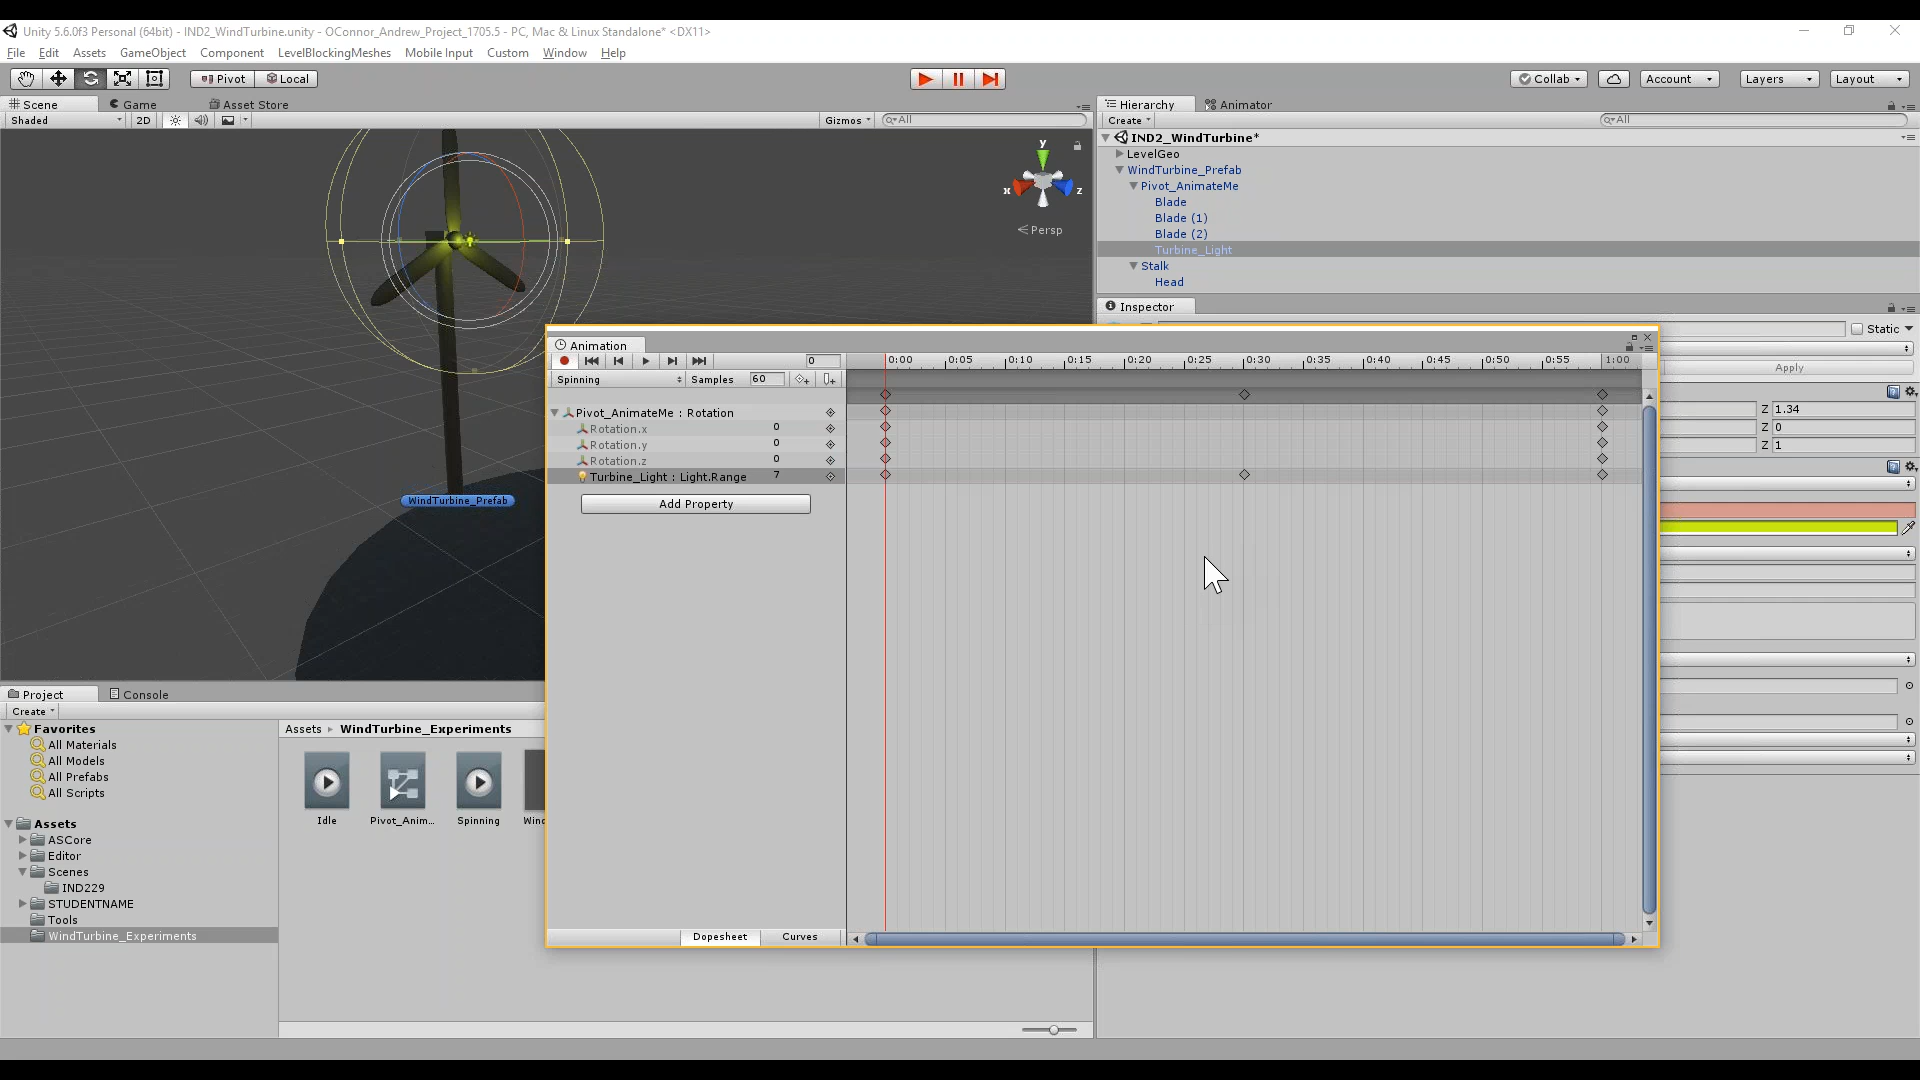 Unity 5.6.0f3 Personal (64bit) - IND2_WindTurbine.unity - OConnor_Andrew_Project_1705.5 - PC, Mac & Linux Standalone* <DX11>
File Edit Assets GameObject Component LevelBlockingMeshes Mobile Input Custom Window Help
Pivot Local Collab Account Layers Layout
Scene Game Asset Store
Shaded 2D Gizmos All
y
x z
Persp
WindTurbine_Prefab
Hierarchy Animator
Create All
IND2_WindTurbine*
LevelGeo
WindTurbine_Prefab
Pivot_AnimateMe
Blade
Blade (1)
Blade (2)
Turbine_Light
Stalk
Head
Inspector
Static
Apply
Z 1.34
Z 0
Z 1
Animation
0 0:00 0:05 0:10 0:15 0:20 0:25 0:30 0:35 0:40 0:45 0:50 0:55 1:00
Spinning Samples 60
Pivot_AnimateMe : Rotation
Rotation.x 0
Rotation.y 0
Rotation.z 0
Turbine_Light : Light.Range 7
Add Property
Dopesheet Curves
Project Console
Create
Favorites
All Materials
All Models
All Prefabs
All Scripts
Assets
ASCore
Editor
Scenes
IND229
STUDENTNAME
Tools
WindTurbine_Experiments
Assets WindTurbine_Experiments
Idle Pivot_Anim... Spinning